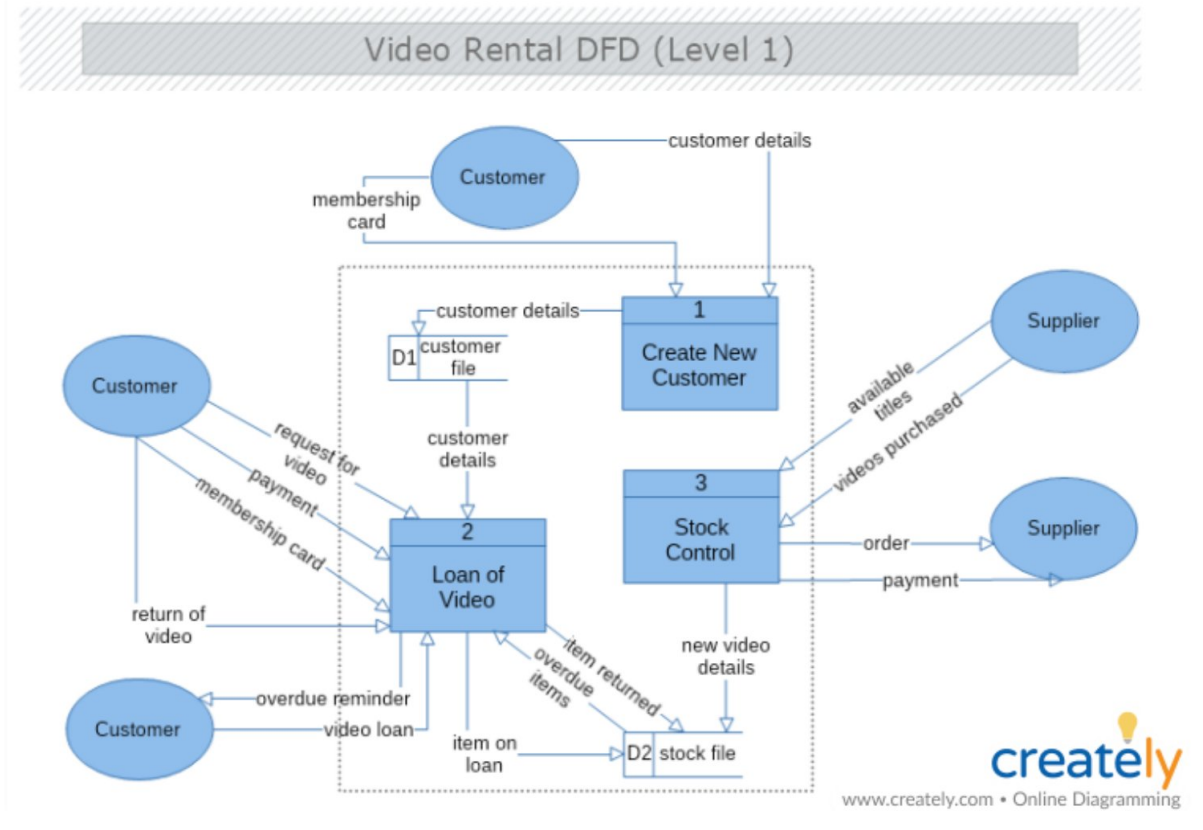 Video Rental DFD (Level 1)
Customer
customer details
membership
card
customer details
1
Create New
Customer
Supplier
D1
customer
file
Customer
available
titles
videos purchased
customer
details
request for
video
payment
membership card
3
Stock
Control
Supplier
order
payment
2
Loan of
Video
return of
video
item returned
overdue
items
new video
details
overdue reminder
Customer
video loan
item on
loan
D2
stock file
creately
www.creately.com • Online Diagramming